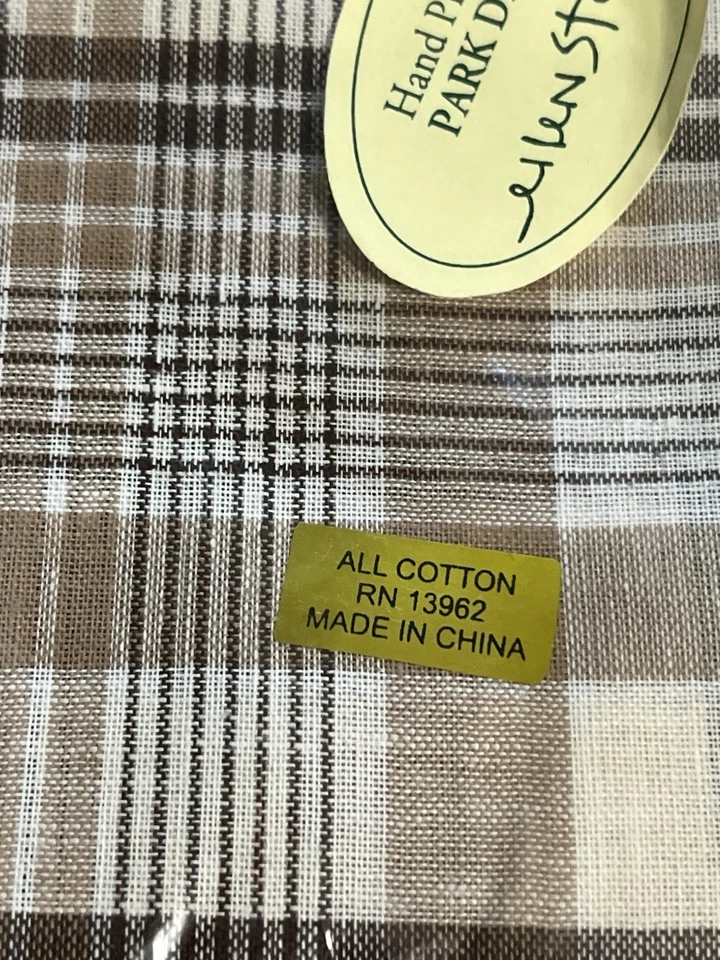 Hand
PARK
ALL COTTON
RN 13962
MADE IN CHINA